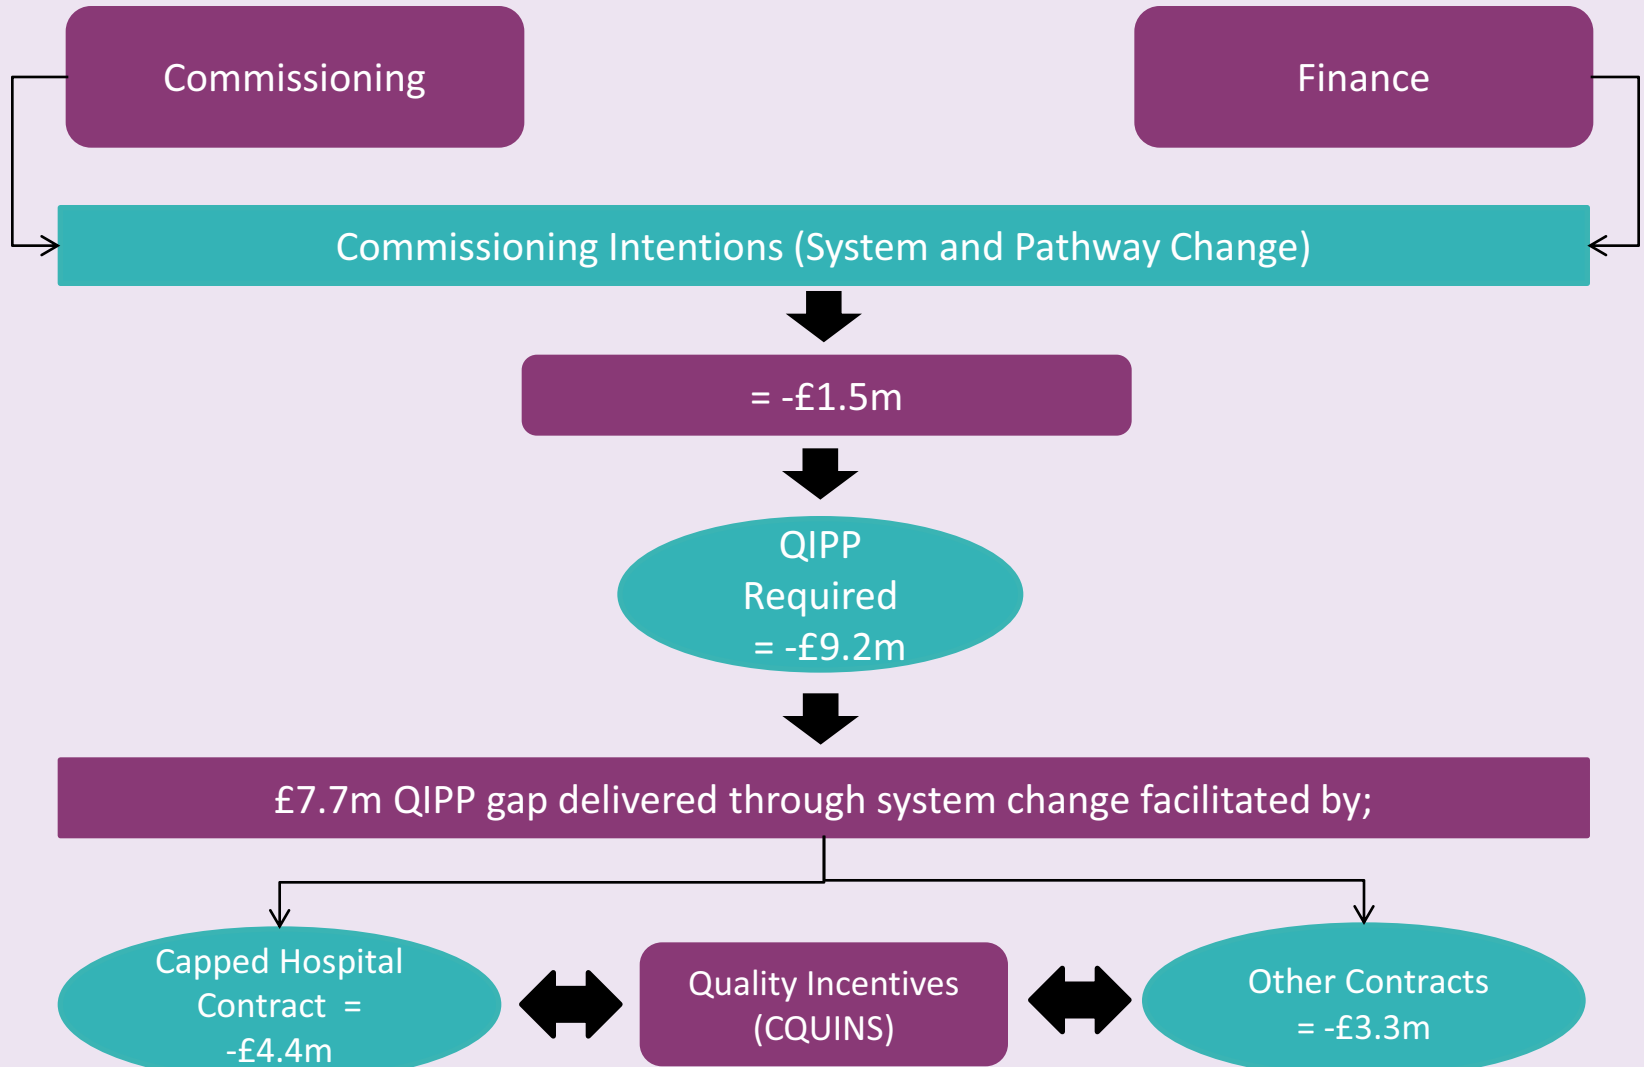 Commissioning
Finance
Commissioning Intentions (System and Pathway Change)
= -£1.5m
QIPP
Required
= -£9.2m
£7.7m QIPP gap delivered through system change facilitated by;
Capped Hospital
Contract =
-£4.4m
Quality Incentives
(CQUINS)
Other Contracts
= -£3.3m